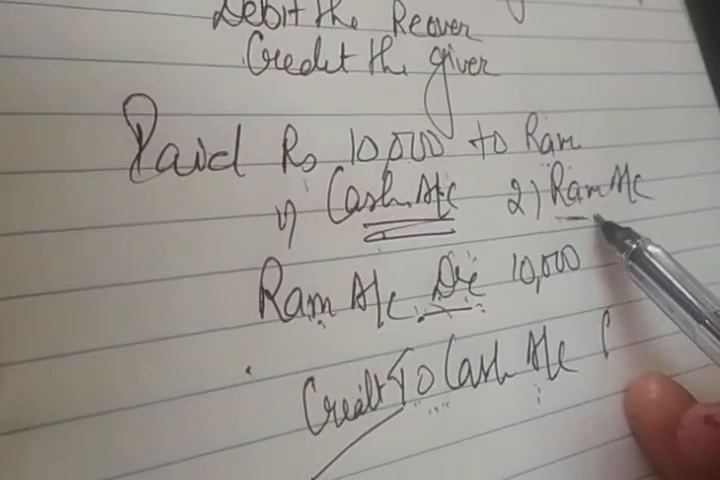 Debit the Reever
Credit the giver
Paid Rs 10,000 to Ram
1) Cash A/c 2) Ram A/c
Ram A/c Dr 10,000
Credit To Cash A/c